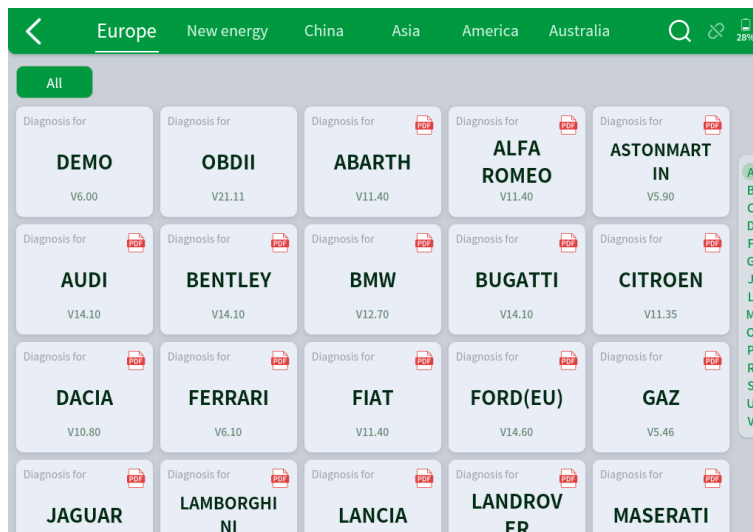 Europe New energy China Asia America Australia
28%
All
Diagnosis for Diagnosis for Diagnosis for PDF Diagnosis for PDF Diagnosis for PDF
DEMO OBDII ABARTH ALFA ROMEO ASTONMARTIN
V6.00 V21.11 V11.40 V11.40 V5.90
Diagnosis for PDF Diagnosis for PDF Diagnosis for PDF Diagnosis for PDF Diagnosis for PDF
AUDI BENTLEY BMW BUGATTI CITROEN
V14.10 V14.10 V12.70 V14.10 V11.35
Diagnosis for PDF Diagnosis for PDF Diagnosis for PDF Diagnosis for PDF Diagnosis for PDF
DACIA FERRARI FIAT FORD(EU) GAZ
V10.80 V6.10 V11.40 V14.60 V5.46
Diagnosis for PDF Diagnosis for PDF Diagnosis for PDF Diagnosis for PDF Diagnosis for PDF
JAGUAR LAMBORGHINI LANCIA LANDROVER MASERATI
A
B
C
D
F
G
J
L
M
O
P
R
S
U
V